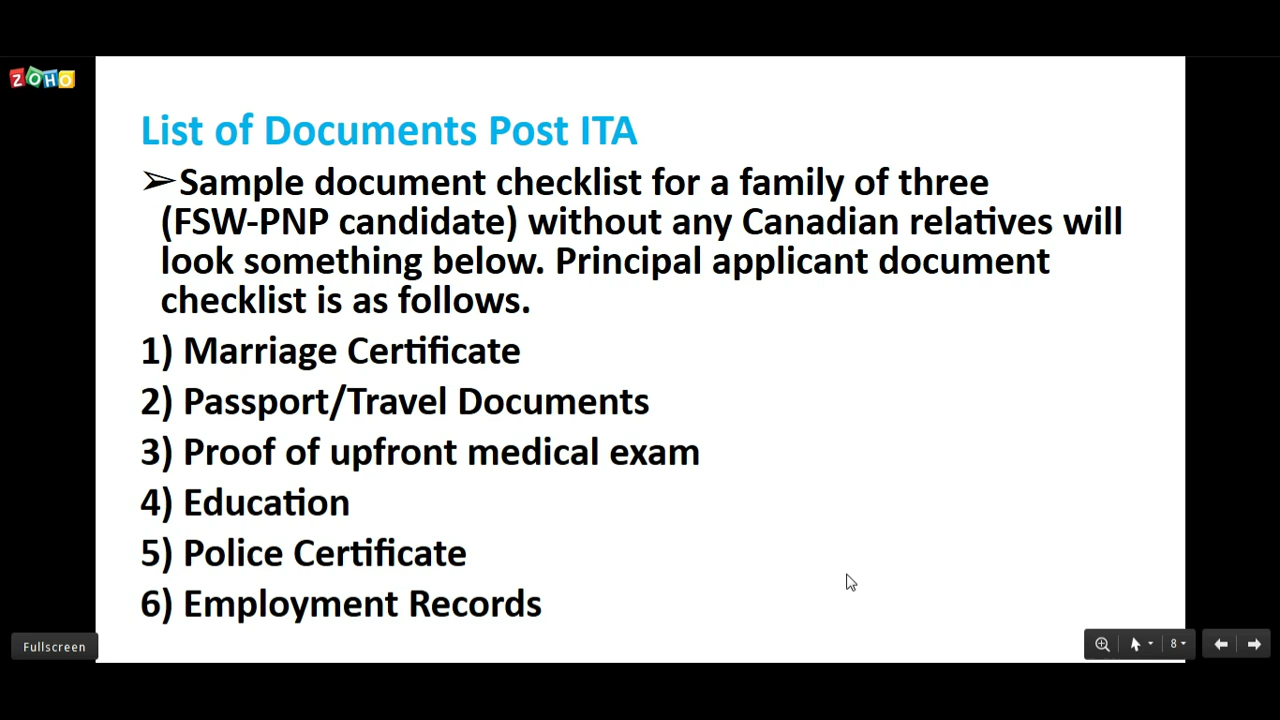 ZOHO
List of Documents Post ITA
➢Sample document checklist for a family of three
(FSW-PNP candidate) without any Canadian relatives will
look something below. Principal applicant document
checklist is as follows.
1) Marriage Certificate
2) Passport/Travel Documents
3) Proof of upfront medical exam
4) Education
5) Police Certificate
6) Employment Records
Fullscreen
8